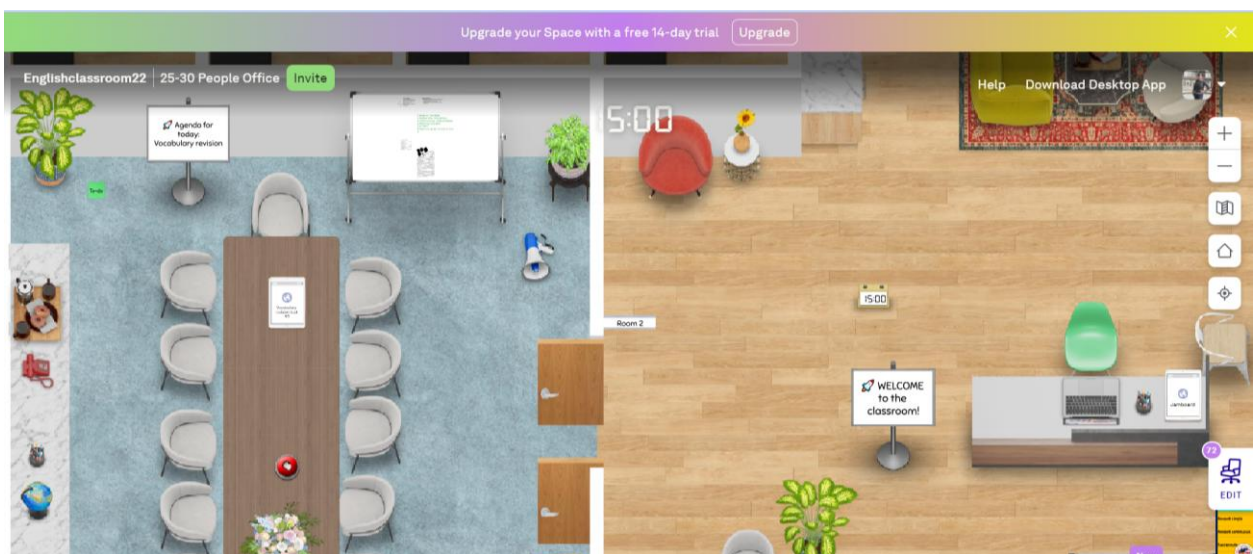 Upgrade your Space with a free 14-day trial Upgrade
Englishclassroom22 25-30 People Office Invite
Help Download Desktop App
Agenda for
today:
Vocabulary revision
15:00
15:00
Room 2
WELCOME
to the
classroom!
Jamboard
72
EDIT